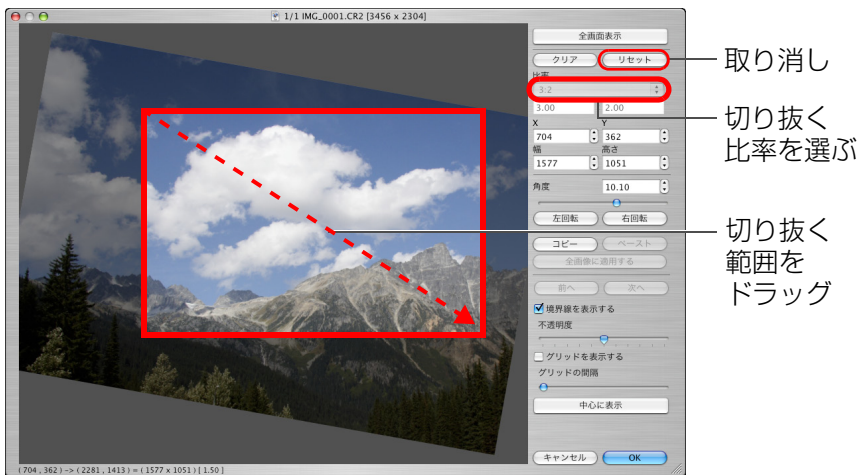 1/1 IMG_0001.CR2 [3456 x 2304]
全画面表示
クリア
リセット
比率
3:2
3.00
2.00
X
Y
704
362
幅
高さ
1577
1051
角度
10.10
左回転
右回転
コピー
ペースト
全画像に適用する
前へ
次へ
境界線を表示する
不透明度
グリッドを表示する
グリッドの間隔
中心に表示
キャンセル
OK
( 704 , 362 ) -> ( 2281 , 1413 ) = ( 1577 x 1051 ) [ 1.50 ]
取り消し
切り抜く
比率を選ぶ
切り抜く
範囲を
ドラッグ